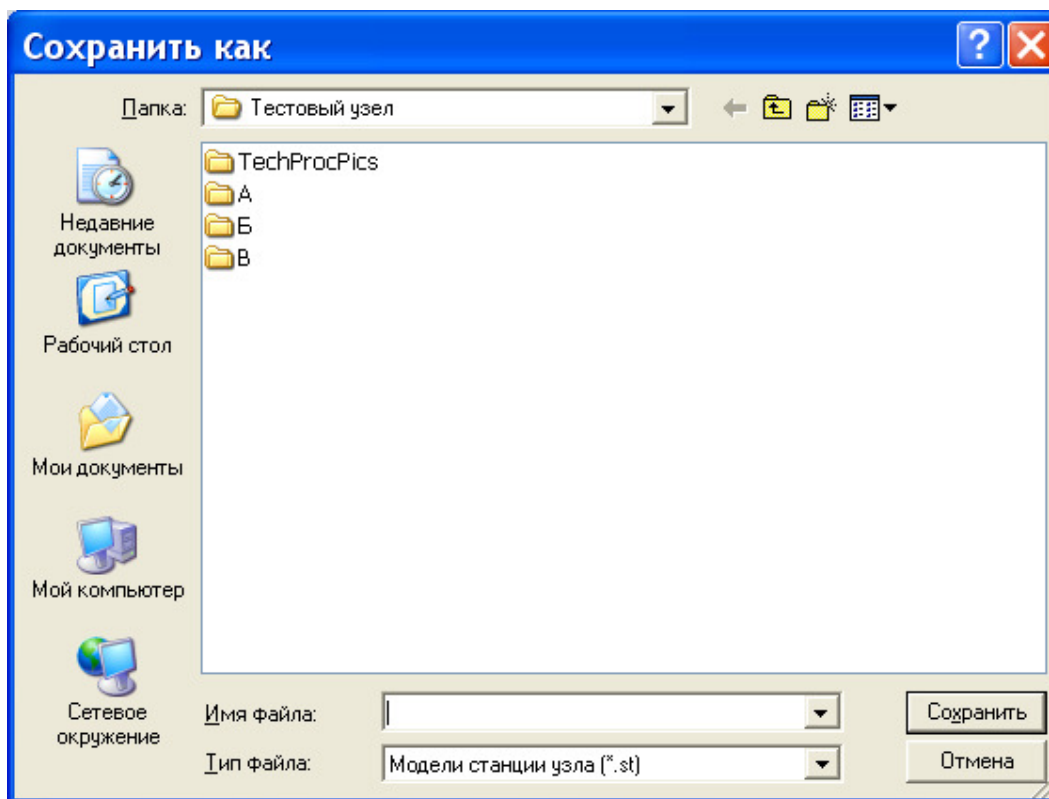 Сохранить как
?
Папка: Тестовый узел
TechProcPics
А
Б
В
Недавние
документы
Рабочий стол
Мои документы
Мой компьютер
Сетевое
окружение
Имя файла:
Сохранить
Тип файла: Модели станции узла (*.st)
Отмена